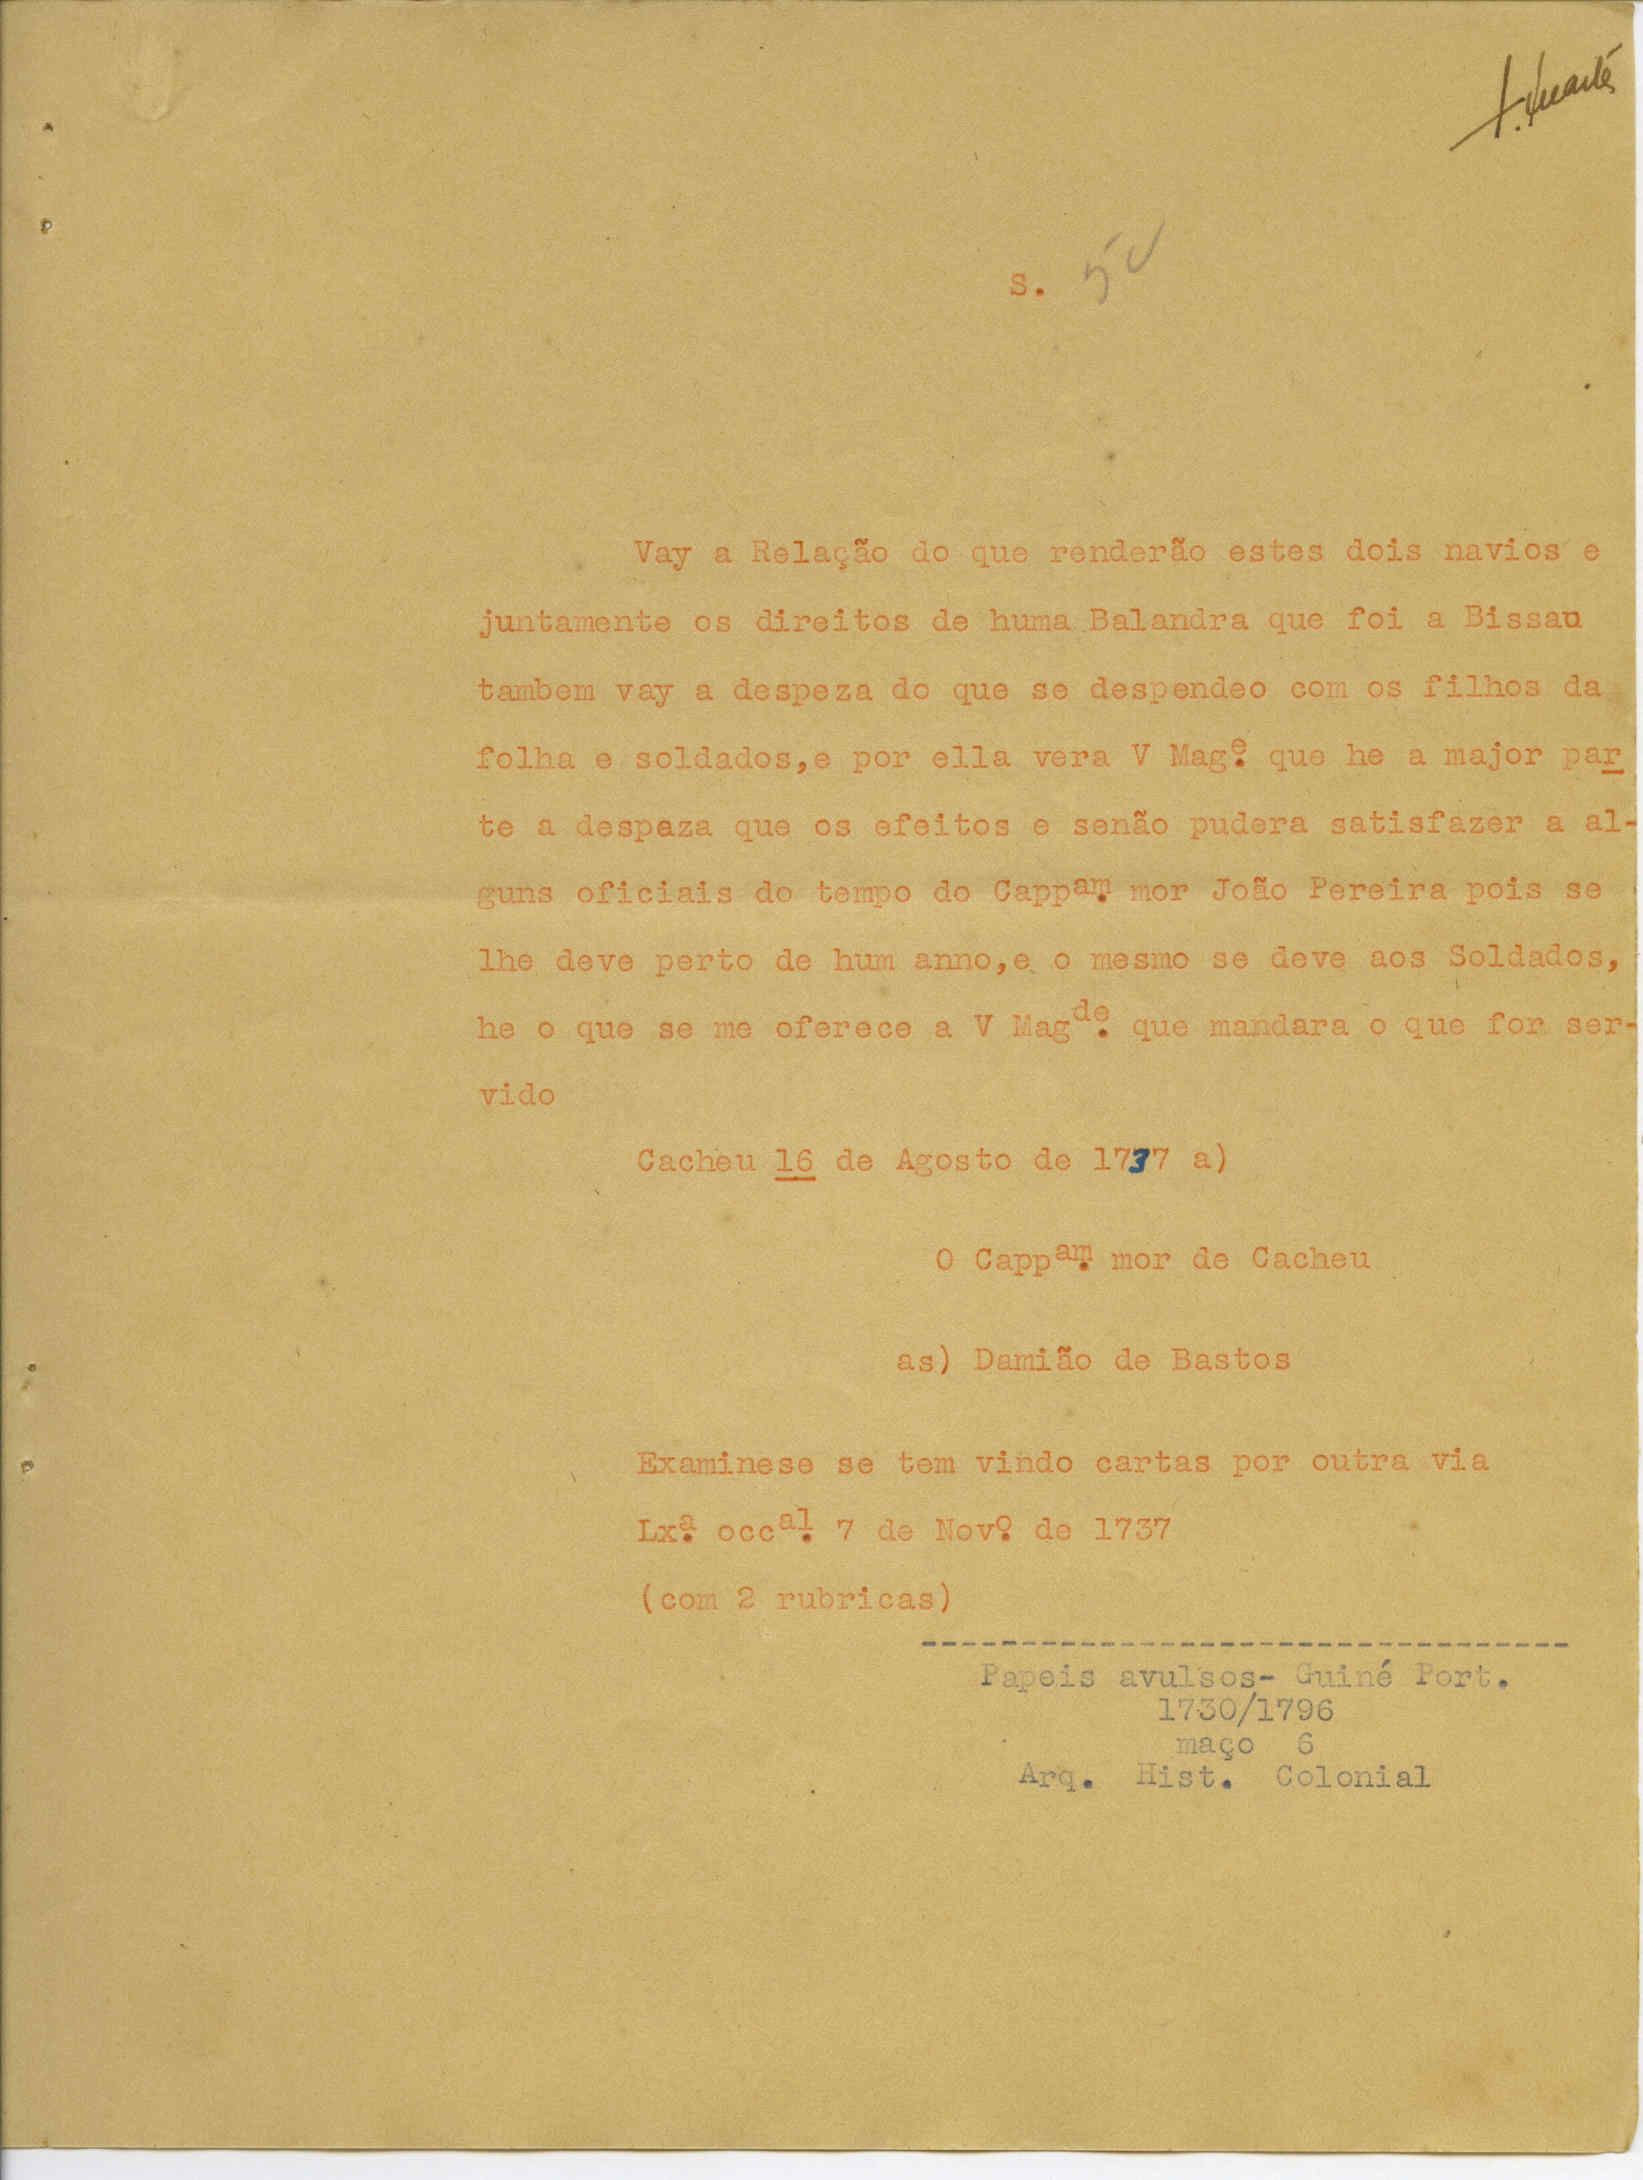 S.
Vay a Relação do que renderão estes dois navios e
juntamente os direitos de huma Balandra que foi a Bissau
tambem vay a despeza do que se despendeo com os filhos da
folha e soldados,e por ella vera V Magᵉ. que he a major par
te a despaza que os efeitos e senão pudera satisfazer a al-
guns oficiais do tempo do Cappᵃᵐ. mor João Pereira pois se
lhe deve perto de hum anno,e o mesmo se deve aos Soldados,
he o que se me oferece a V Magᵈᵉ. que mandara o que for ser-
vido
Cacheu 16 de Agosto de 1737 a)
O Cappᵃᵐ. mor de Cacheu
as) Damião de Bastos
Examinese se tem vindo cartas por outra via
Lxᵃ. occᵃˡ. 7 de Novᵒ. de 1737
(com 2 rubricas)
---------------------------------
Papeis avulsos- Guiné Port.
1730/1796
maço 6
Arq. Hist. Colonial